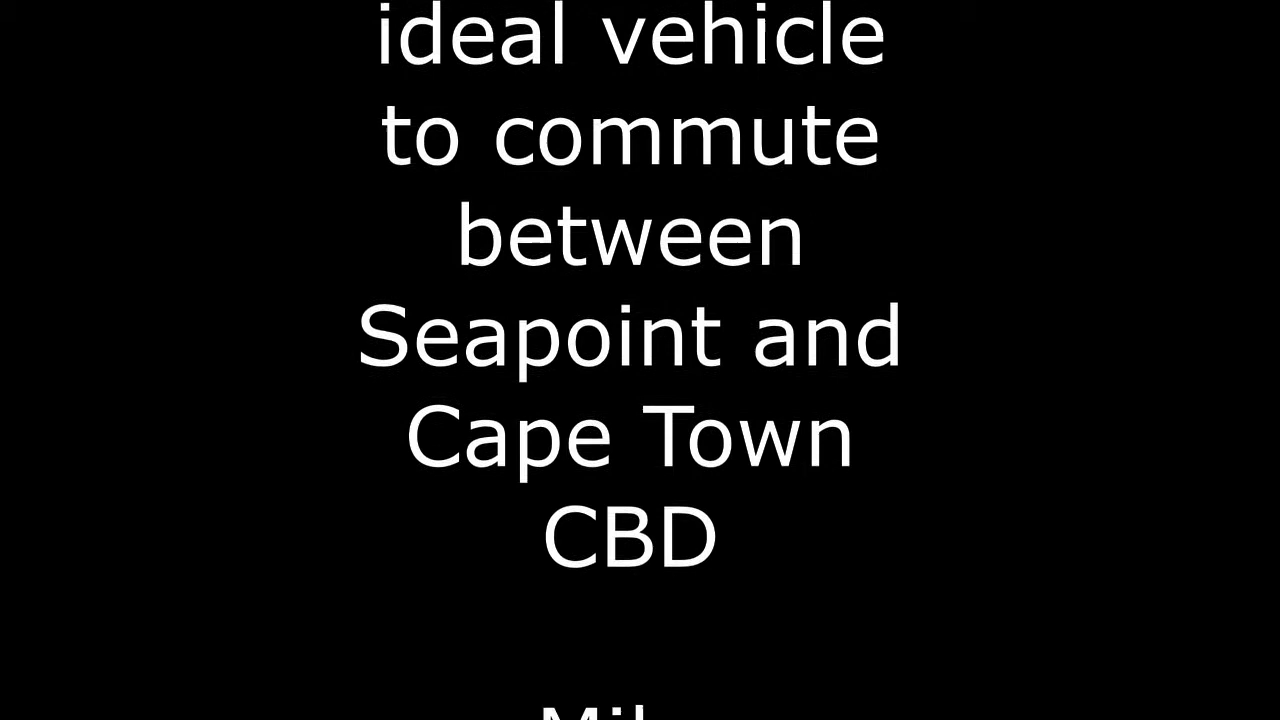 ideal vehicle
to commute
between
Seapoint and
Cape Town
CBD